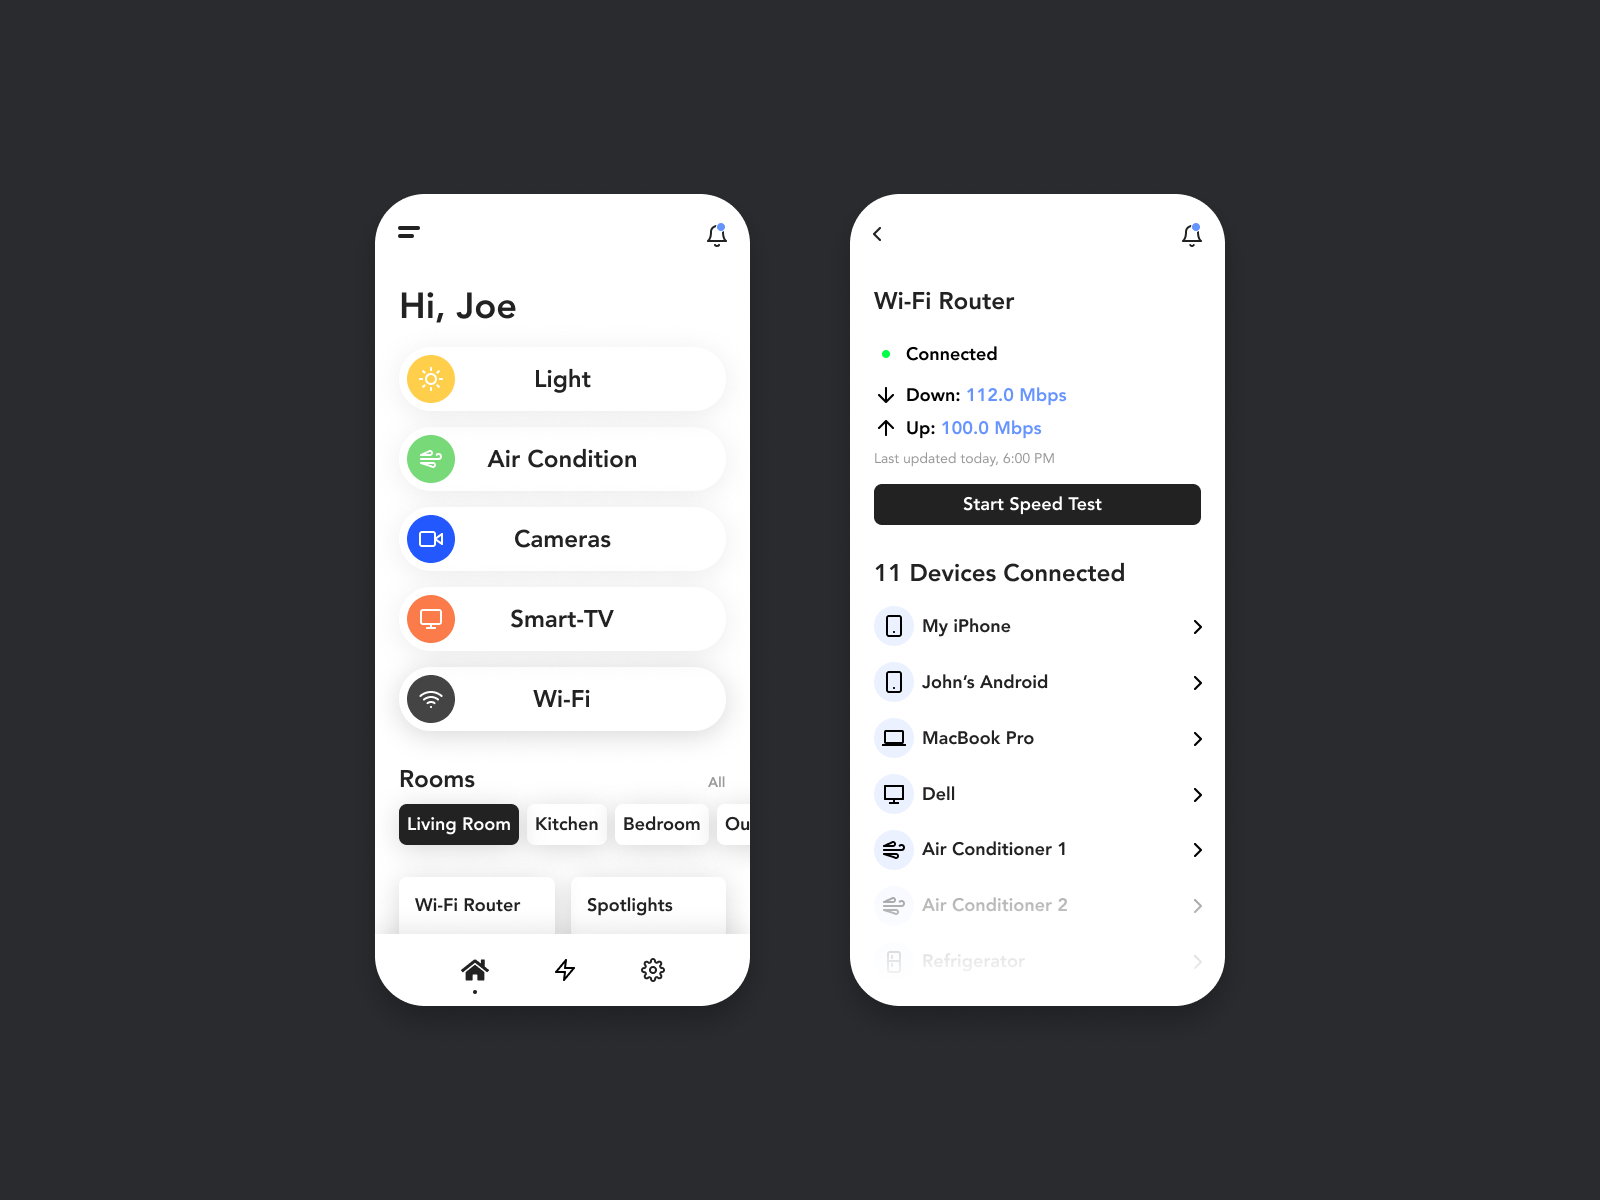 Hi, Joe
Light
Air Condition
Cameras
Smart-TV
Wi-Fi
Rooms
All
Living Room
Kitchen
Bedroom
Ou
Wi-Fi Router
Spotlights
Wi-Fi Router
Connected
Down: 112.0 Mbps
Up: 100.0 Mbps
Last updated today, 6:00 PM
Start Speed Test
11 Devices Connected
My iPhone
John’s Android
MacBook Pro
Dell
Air Conditioner 1
Air Conditioner 2
Refrigerator